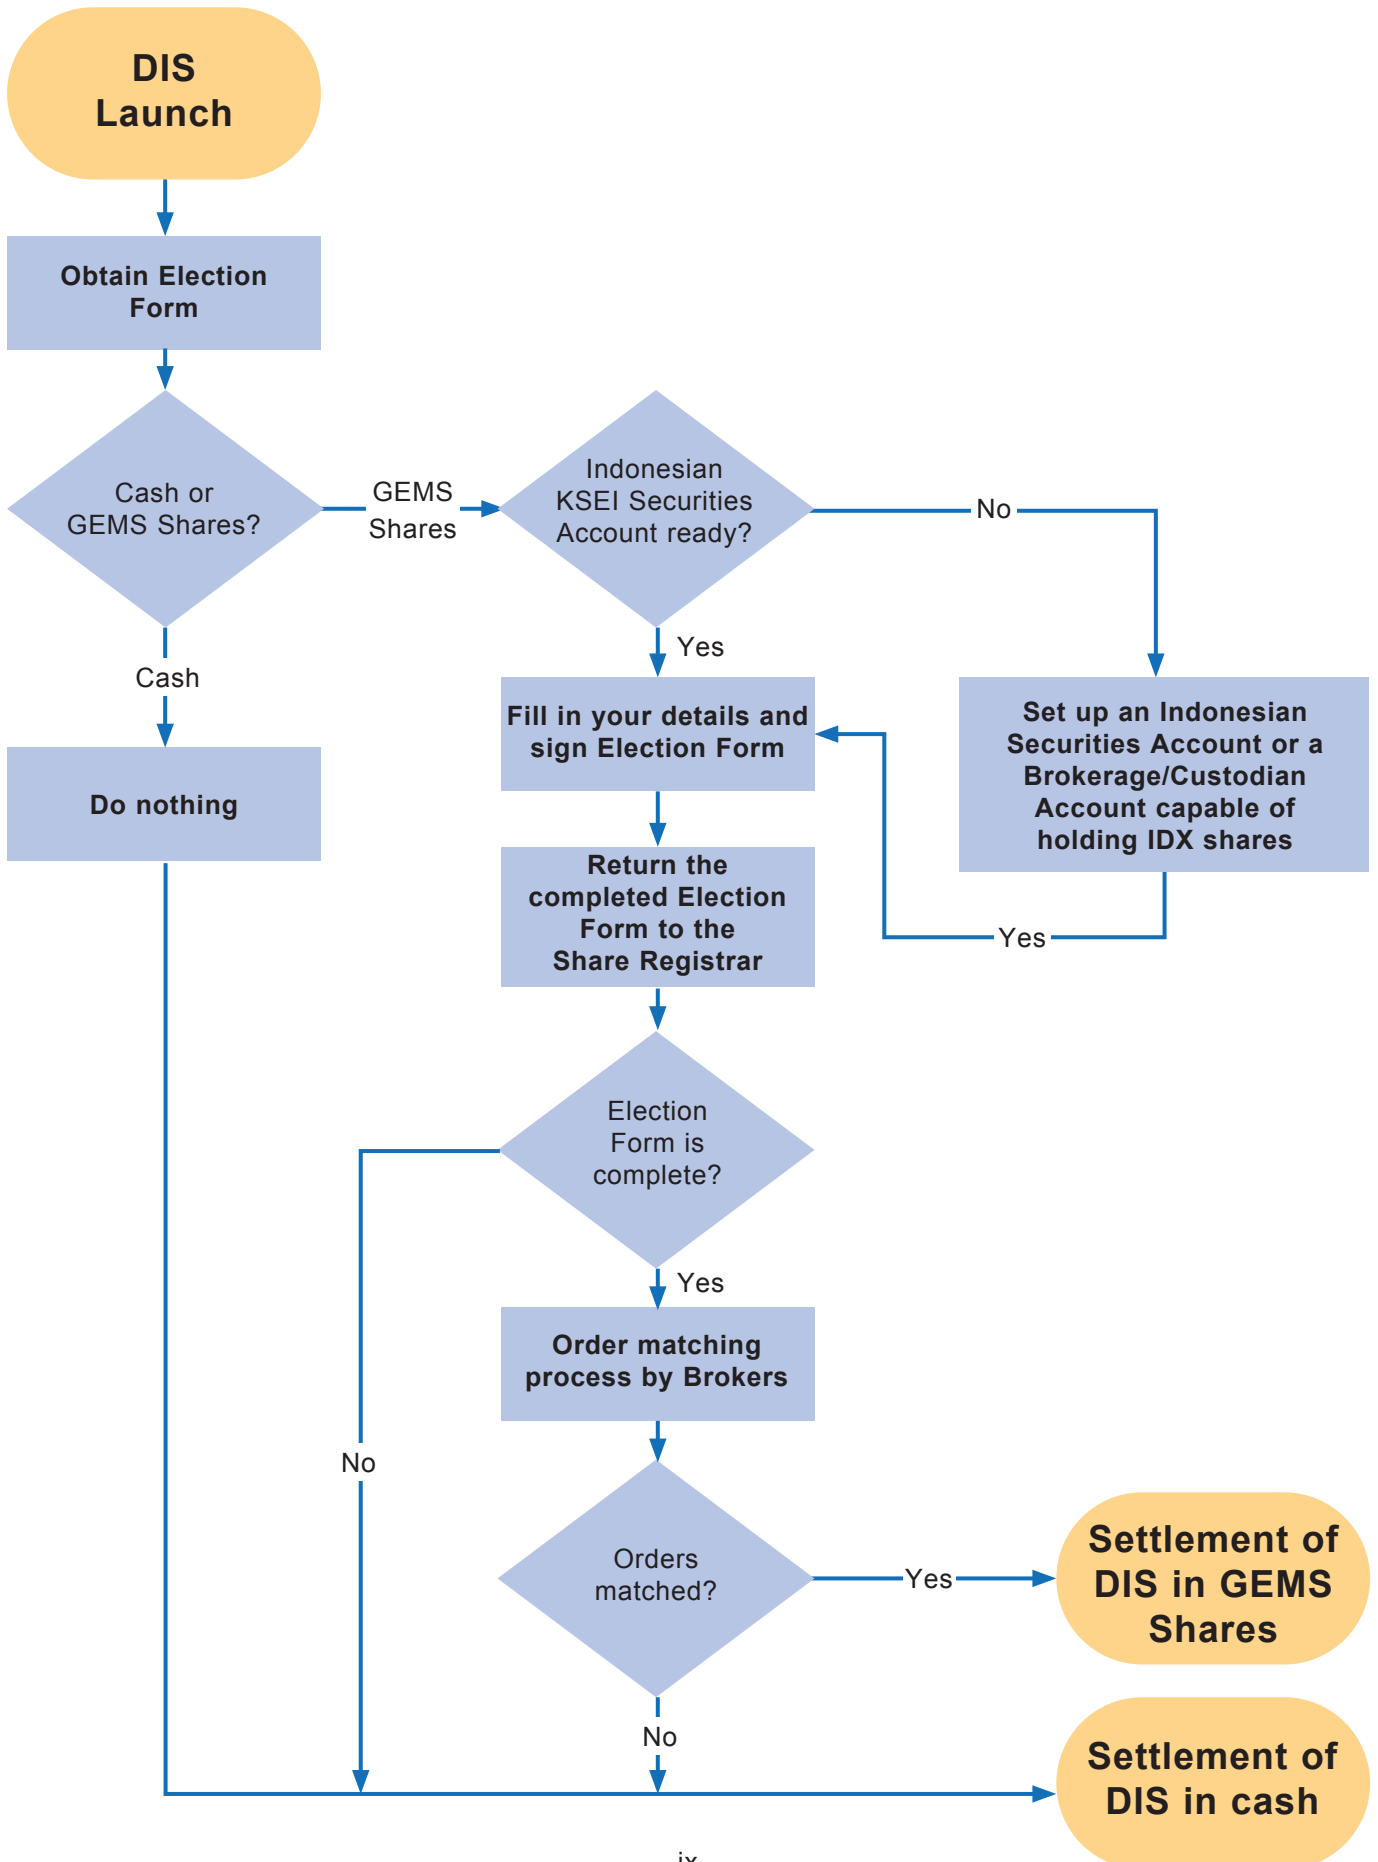 DIS
Launch
Obtain Election
Form
Cash or
GEMS Shares?
GEMS
Shares
Indonesian
KSEI Securities
Account ready?
No
Cash
Yes
Do nothing
Fill in your details and
sign Election Form
Set up an Indonesian
Securities Account or a
Brokerage/Custodian
Account capable of
holding IDX shares
Return the
completed Election
Form to the
Share Registrar
Yes
Election
Form is
complete?
Yes
Order matching
process by Brokers
No
Orders
matched?
Yes
Settlement of
DIS in GEMS
Shares
No
Settlement of
DIS in cash
ix